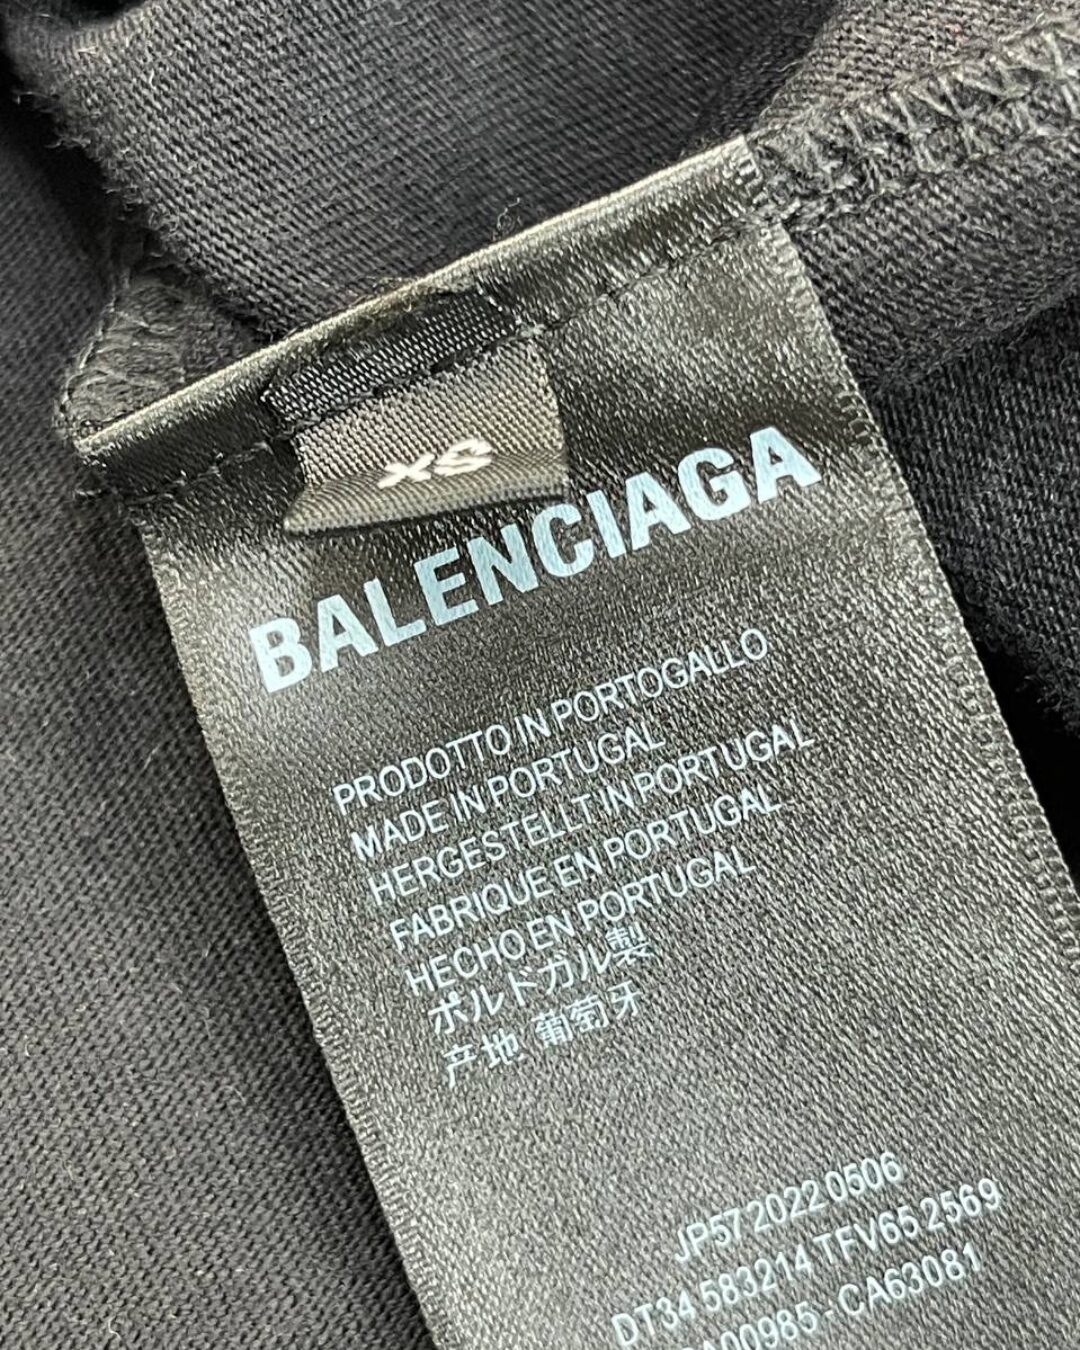 XS
BALENCIAGA
PRODOTTO IN PORTOGALLO
MADE IN PORTUGAL
HERGESTELLT IN PORTUGAL
FABRIQUE EN PORTUGAL
HECHO EN PORTUGAL
ポルトガル製
产地 葡萄牙
JP57 2022 0506
DT34 583214 TFV65 2569
CA63081